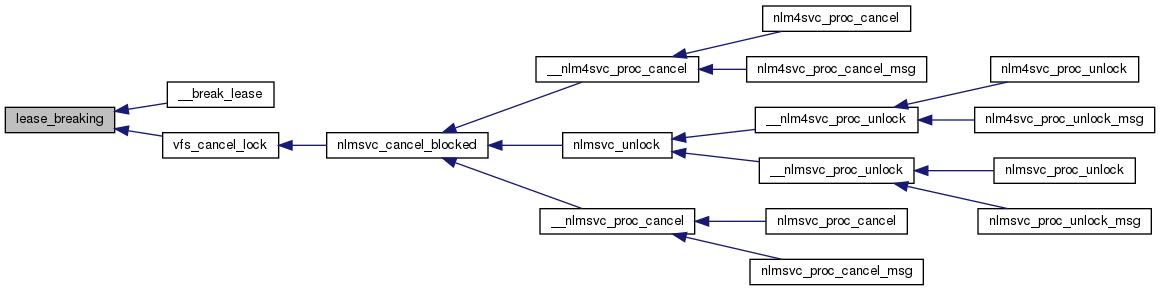 lease_breaking
__break_lease
vfs_cancel_lock
nlmsvc_cancel_blocked
__nlm4svc_proc_cancel
nlm4svc_proc_cancel
nlm4svc_proc_cancel_msg
nlmsvc_unlock
__nlm4svc_proc_unlock
nlm4svc_proc_unlock
nlm4svc_proc_unlock_msg
__nlmsvc_proc_unlock
nlmsvc_proc_unlock
nlmsvc_proc_unlock_msg
__nlmsvc_proc_cancel
nlmsvc_proc_cancel
nlmsvc_proc_cancel_msg